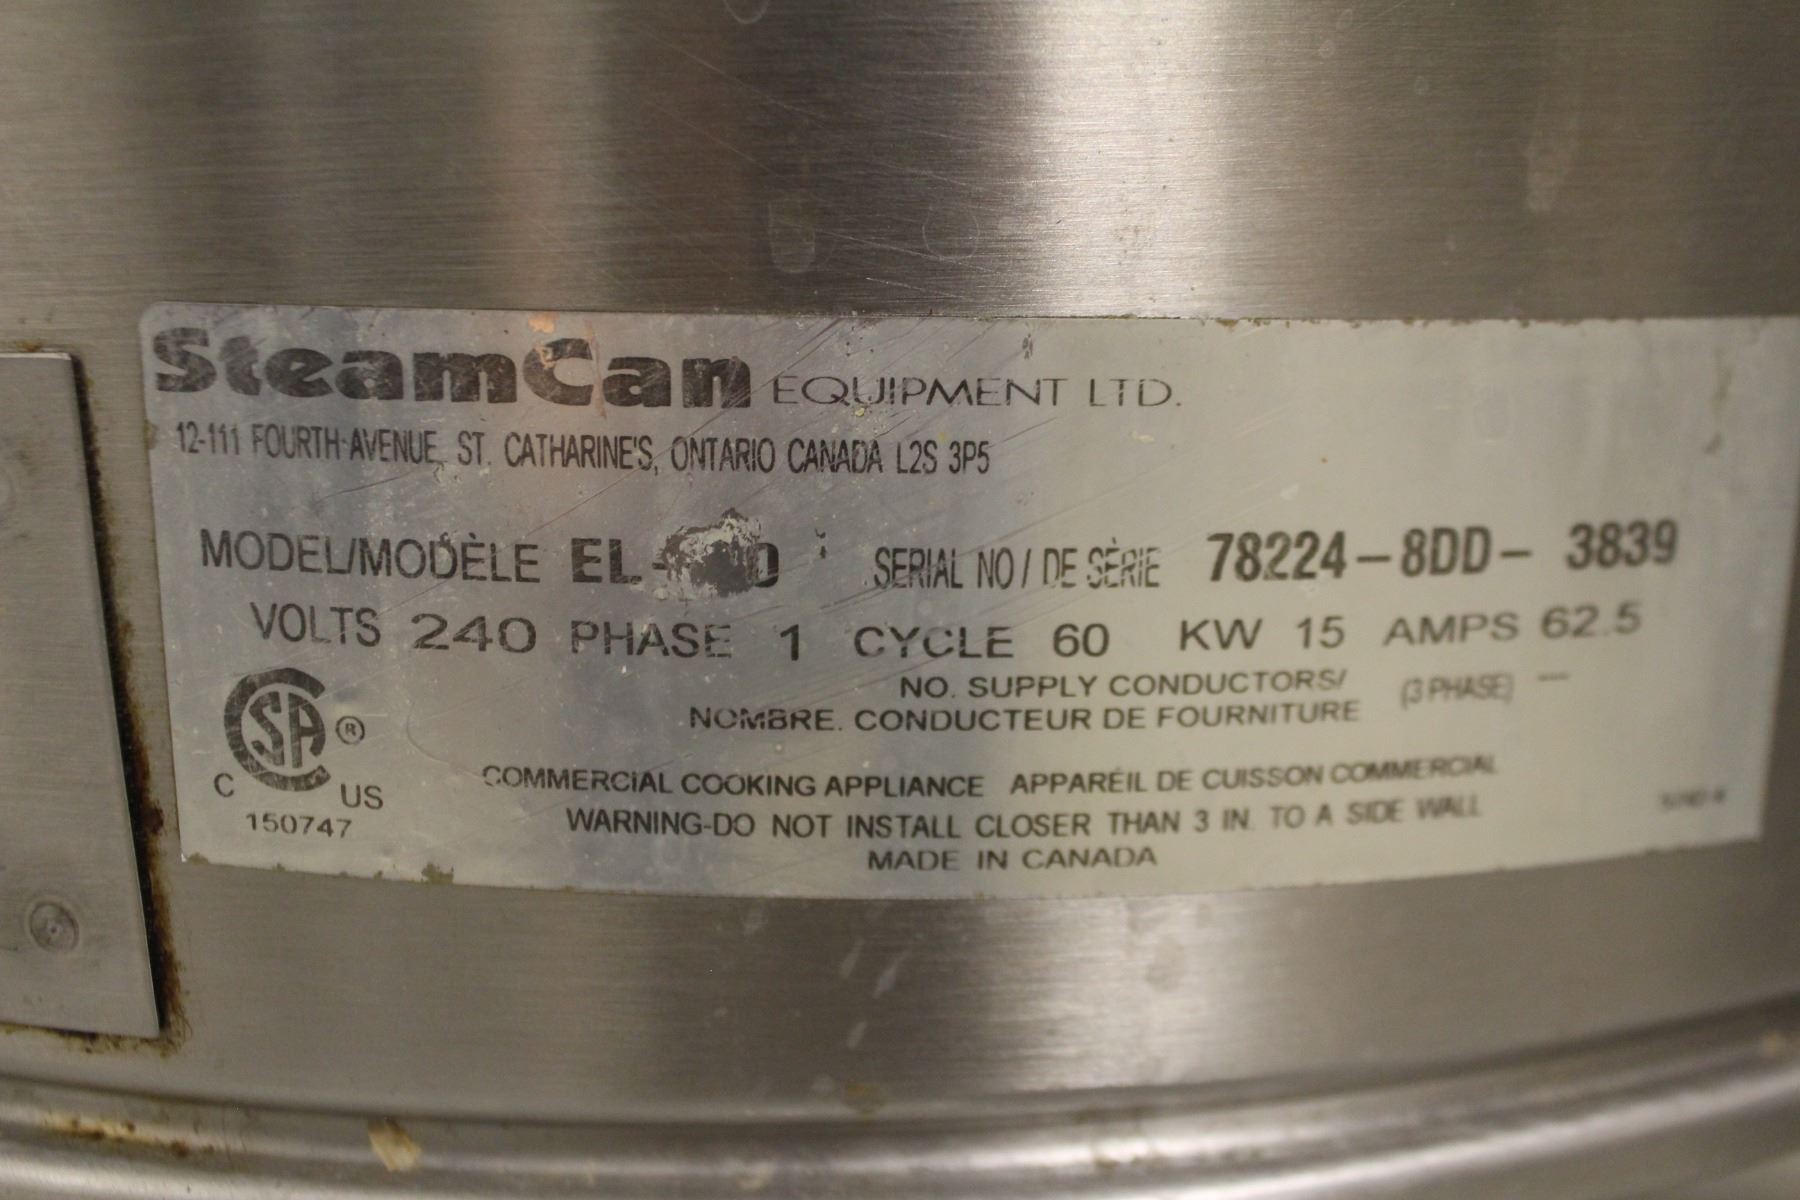 SteamCan EQUIPMENT LTD.
12-111 FOURTH AVENUE, ST. CATHARINE'S, ONTARIO CANADA L2S 3P5
MODEL/MODÈLE SERIAL NO / DE SÉRIE 78224-8DD- 3839
VOLTS 240 PHASE 1 CYCLE 60 KW 15 AMPS 62.5
NO. SUPPLY CONDUCTORS/
NOMBRE. CONDUCTEUR DE FOURNITURE (3 PHASE) ---
CSA ®
C US
150747
COMMERCIAL COOKING APPLIANCE APPARÉIL DE CUISSON COMMERCIAL
WARNING-DO NOT INSTALL CLOSER THAN 3 IN. TO A SIDE WALL
MADE IN CANADA